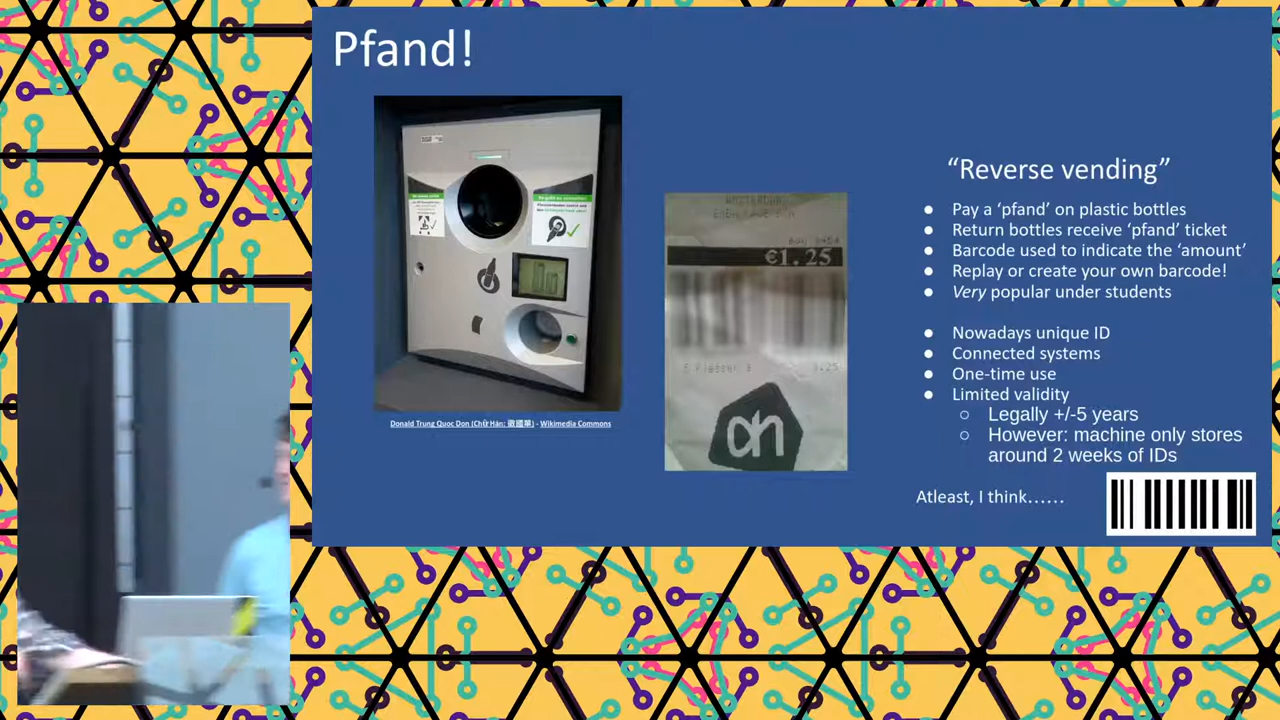 Pfand!
"Reverse vending"
● Pay a 'pfand' on plastic bottles
● Return bottles receive 'pfand' ticket
● Barcode used to indicate the 'amount'
● Replay or create your own barcode!
● Very popular under students
● Nowadays unique ID
● Connected systems
● One-time use
● Limited validity
○ Legally +/-5 years
○ However: machine only stores
around 2 weeks of IDs
Atleast, I think……
€1.25
ah
Donald Trung Quoc Don (Chữ Hán: 徵國單) - Wikimedia Commons